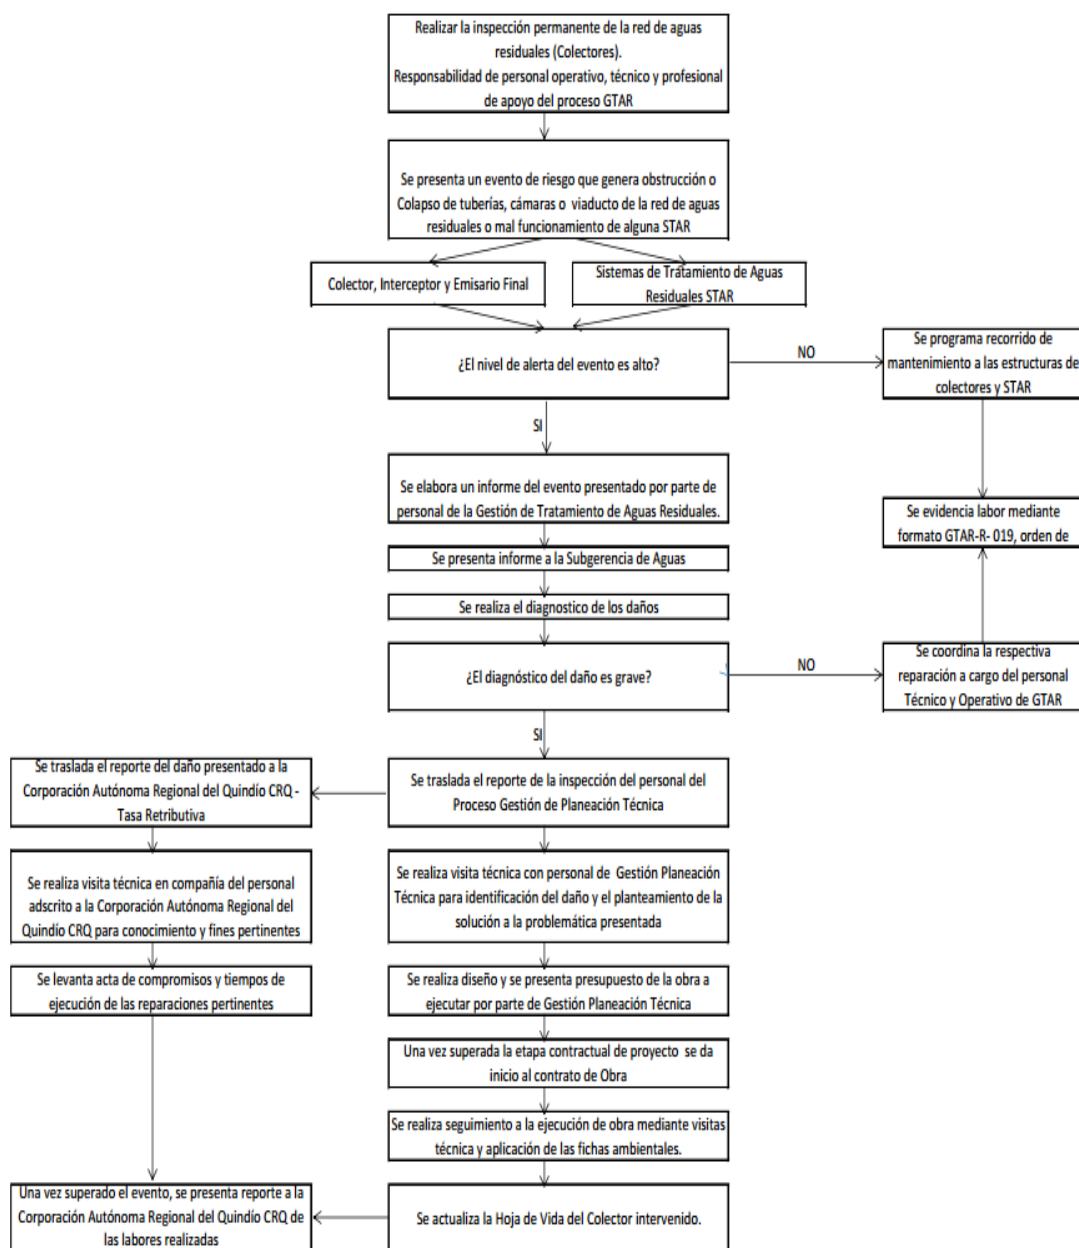 Realizar la inspección permanente de la red de aguas
residuales (Colectores).
Responsabilidad de personal operativo, técnico y profesional
de apoyo del proceso GTAR
Se presenta un evento de riesgo que genera obstrucción o
Colapso de tuberías, cámaras o viaducto de la red de aguas
residuales o mal funcionamiento de alguna STAR
Colector, Interceptor y Emisario Final
Sistemas de Tratamiento de Aguas
Residuales STAR
¿El nivel de alerta del evento es alto?
NO
Se programa recorrido de
mantenimiento a las estructuras de
colectores y STAR
SI
Se elabora un informe del evento presentado por parte de
personal de la Gestión de Tratamiento de Aguas Residuales.
Se evidencia labor mediante
formato GTAR-R- 019, orden de
Se presenta informe a la Subgerencia de Aguas
Se realiza el diagnostico de los daños
¿El diagnóstico del daño es grave?
NO
Se coordina la respectiva
reparación a cargo del personal
Técnico y Operativo de GTAR
SI
Se traslada el reporte del daño presentado a la
Corporación Autónoma Regional del Quindío CRQ -
Tasa Retributiva
Se traslada el reporte de la inspección del personal del
Proceso Gestión de Planeación Técnica
Se realiza visita técnica en compañía del personal
adscrito a la Corporación Autónoma Regional del
Quindío CRQ para conocimiento y fines pertinentes
Se realiza visita técnica con personal de Gestión Planeación
Técnica para identificación del daño y el planteamiento de la
solución a la problemática presentada
Se levanta acta de compromisos y tiempos de
ejecución de las reparaciones pertinentes
Se realiza diseño y se presenta presupuesto de la obra a
ejecutar por parte de Gestión Planeación Técnica
Una vez superada la etapa contractual de proyecto se da
inicio al contrato de Obra
Se realiza seguimiento a la ejecución de obra mediante visitas
técnica y aplicación de las fichas ambientales.
Una vez superado el evento, se presenta reporte a la
Corporación Autónoma Regional del Quindío CRQ de
las labores realizadas
Se actualiza la Hoja de Vida del Colector intervenido.